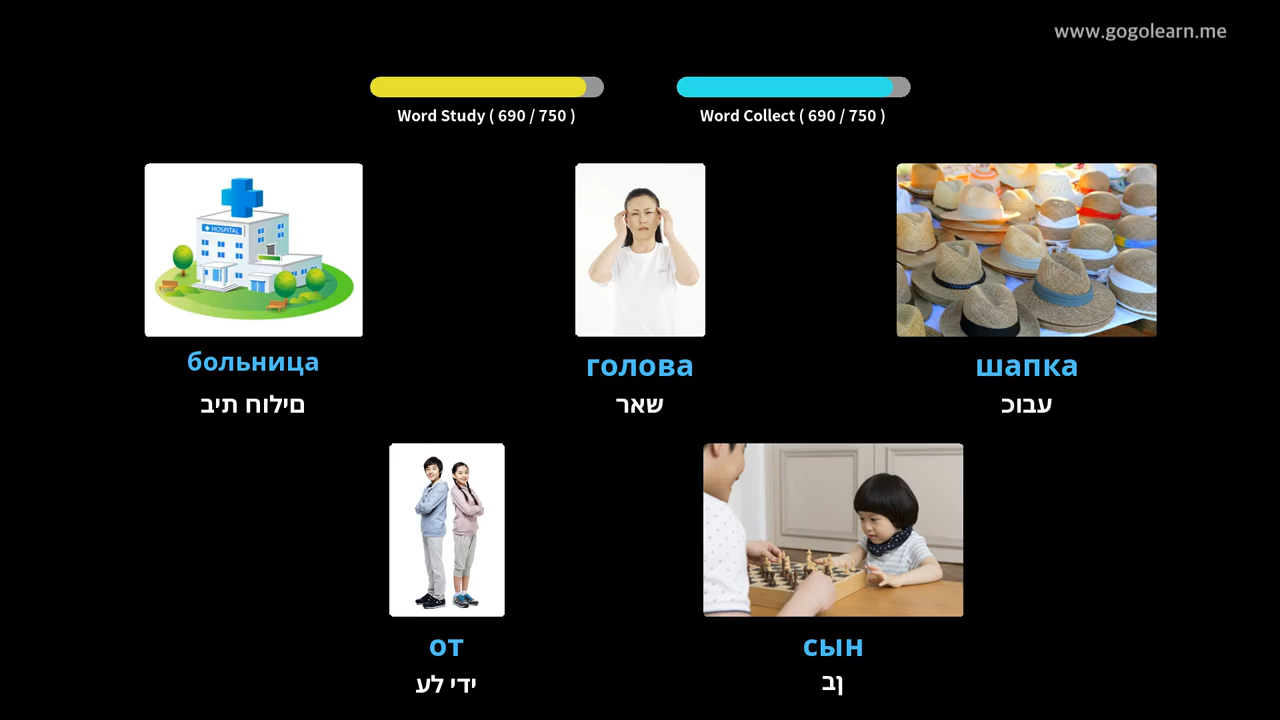 www.gogolearn.me
Word Study ( 690 / 750 )
Word Collect ( 690 / 750 )
больница
םילוח תיב
голова
שאר
шапка
עבוכ
от
ידי לע
сын
ןב
HOSPITAL